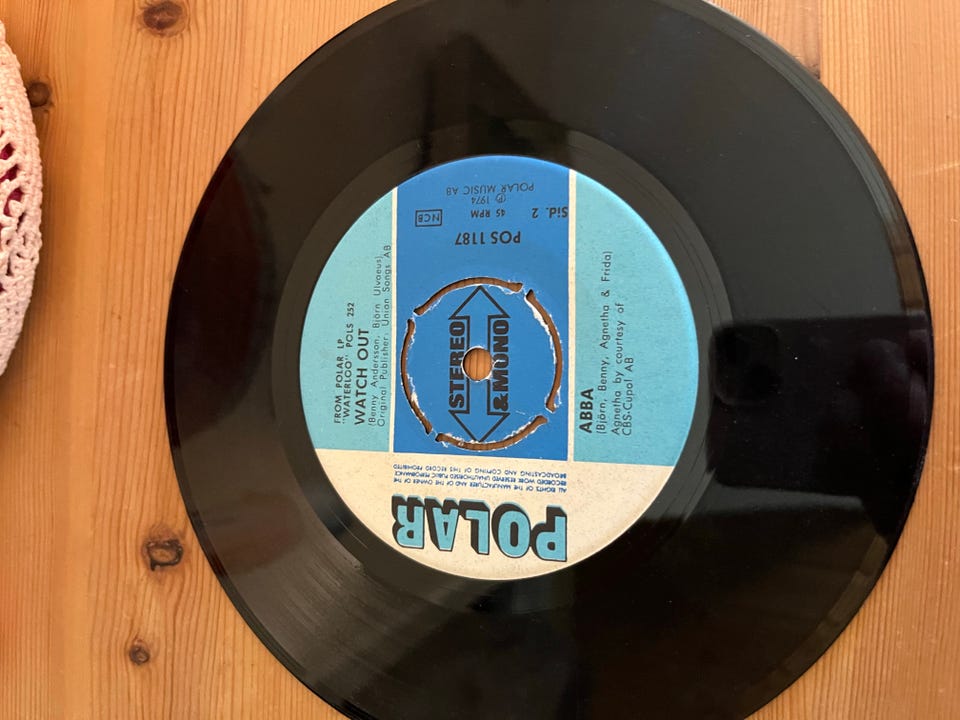 POLAR
ALL RIGHTS OF THE MANUFACTURER AND OF THE OWNER OF THE
RECORDED WORK RESERVED UNAUTHORISED PUBLIC PERFORMANCE
BROADCASTING AND COPYING OF THIS RECORD PROHIBITED
STEREO
& MONO
POS 1187
Sid. 2
45 RPM
NCB
Ⓟ 1974
POLAR MUSIC AB
FROM POLAR LP
"WATERLOO" POLS 252
WATCH OUT
(Benny Andersson, Björn Ulvaeus)
Original Publisher: Union Songs AB
ABBA
(Björn, Benny, Agnetha & Frida)
Agnetha by courtesy of
CBS-Cupol AB